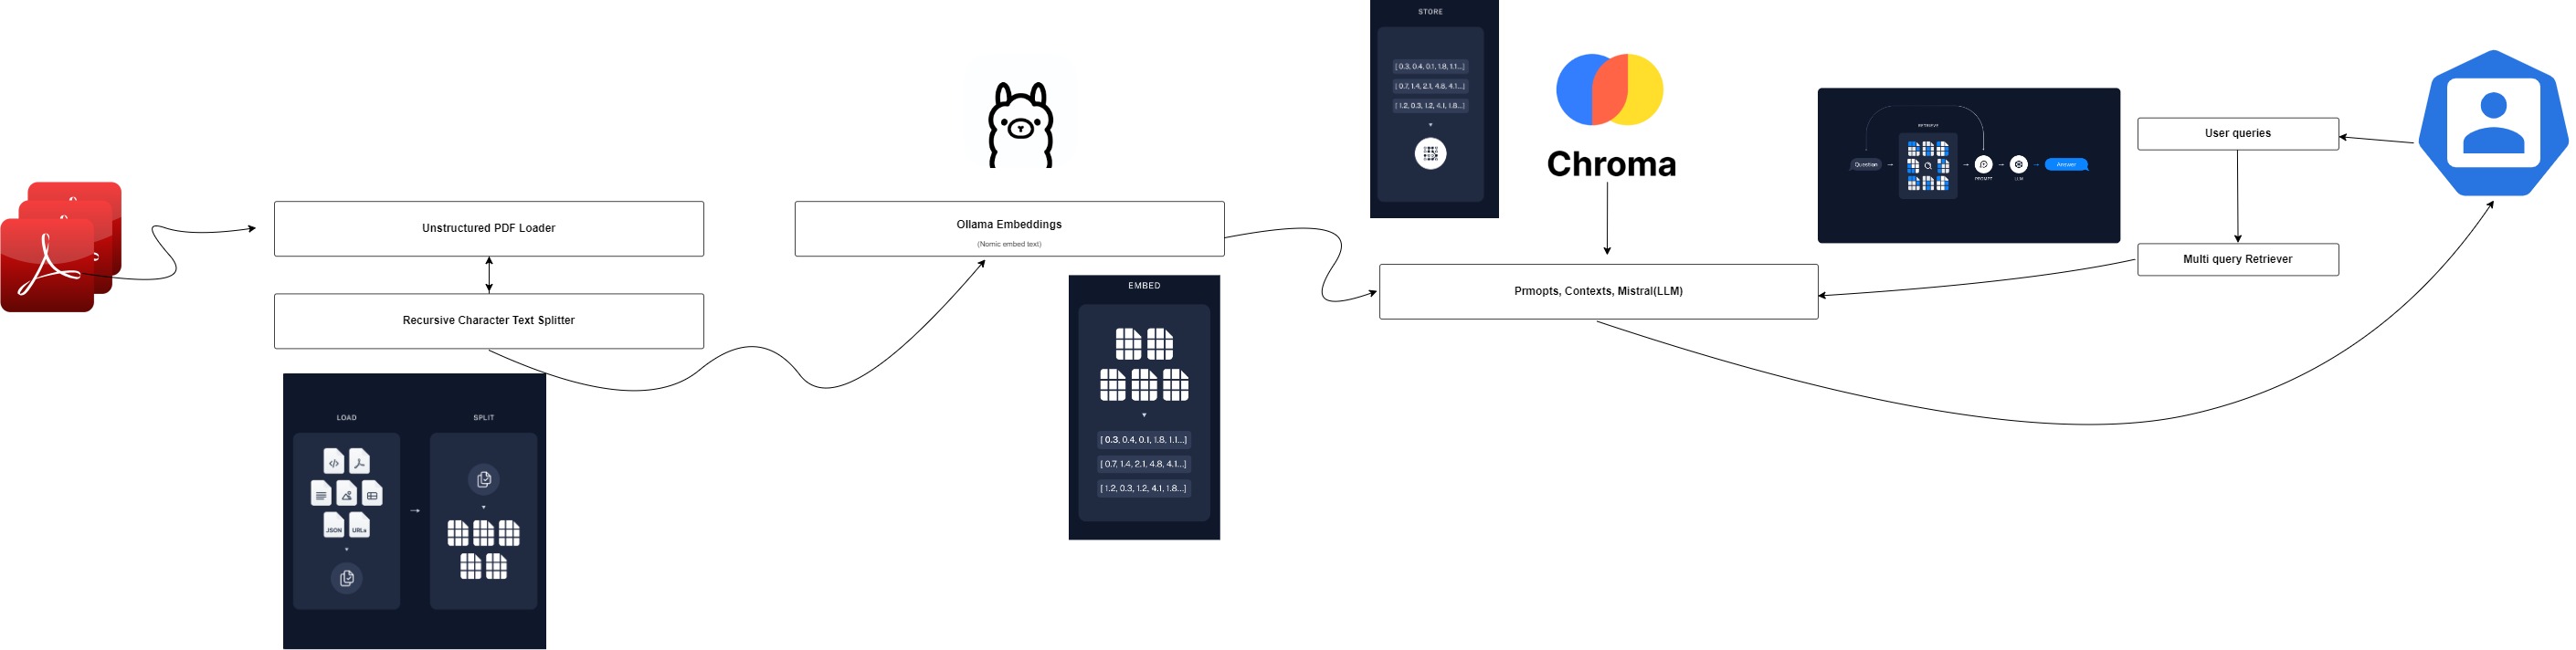 Unstructured PDF Loader
Recursive Character Text Splitter
LOAD
SPLIT
JSON
URLs
Ollama Embeddings
(Nomic embed text)
EMBED
[ 0.3, 0.4, 0.1, 1.8, 1.1...]
[ 0.7, 1.4, 2.1, 4.8, 4.1...]
[ 1.2, 0.3, 1.2, 4.1, 1.8...]
STORE
[ 0.3, 0.4, 0.1, 1.8, 1.1...]
[ 0.7, 1.4, 2.1, 4.8, 4.1...]
[ 1.2, 0.3, 1.2, 4.1, 1.8...]
Chroma
Prmopts, Contexts, Mistral(LLM)
RETRIEVE
Question
PROMPT
LLM
Answer
User queries
Multi query Retriever